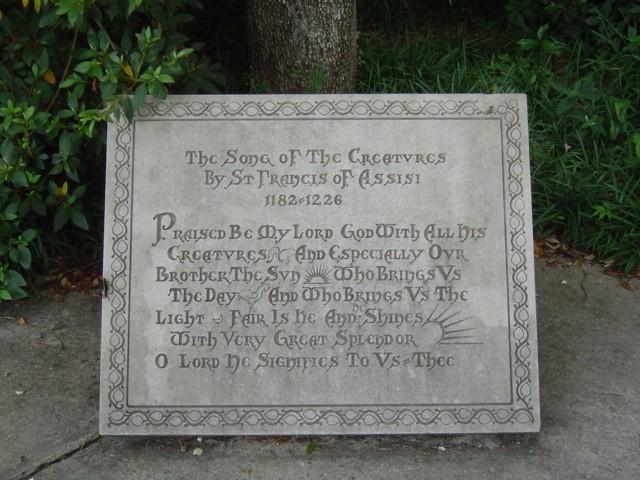 The Song of The Creatvres
By St Francis of Assisi
1182=1226
Praised Be My Lord God With All His
Creatvres And Especially Ovr
Brother The Svn Who Brings Vs
The Day And Who Brings Vs The
Light Fair Is He And he Shines
With Very Great Splendor
O Lord He Signifies To Vs=Thee